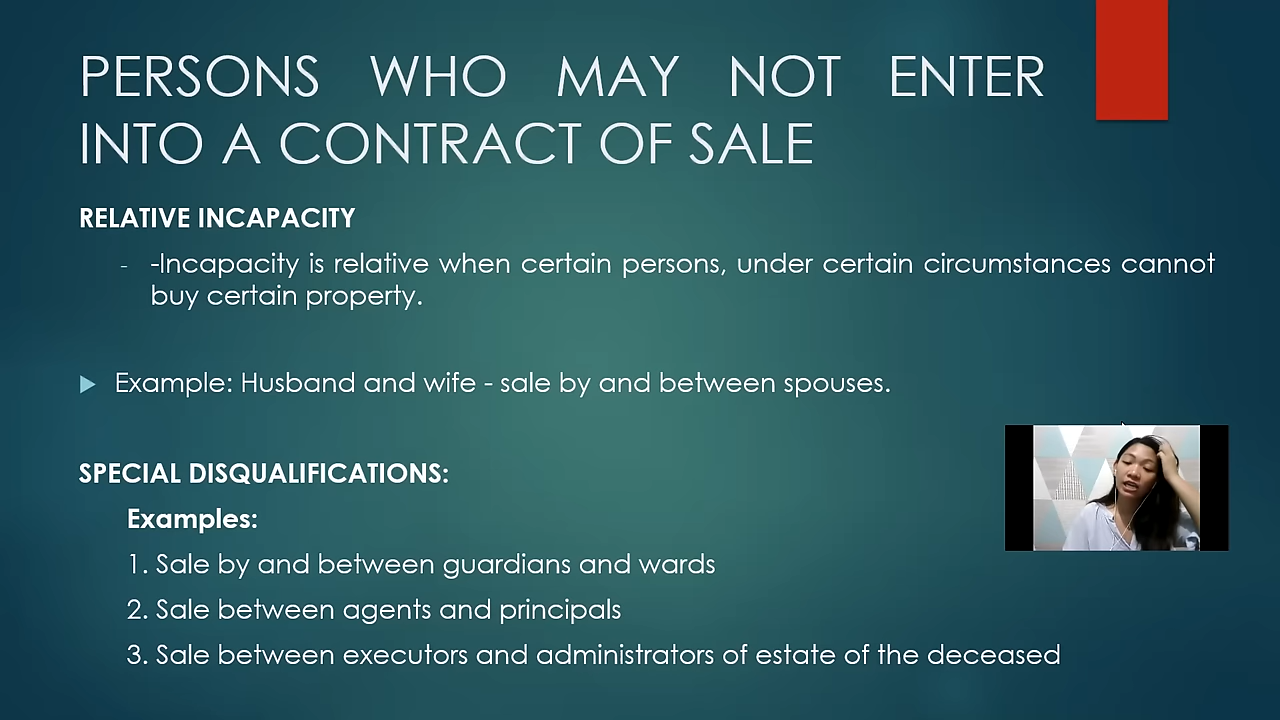 PERSONS WHO MAY NOT ENTER
INTO A CONTRACT OF SALE
RELATIVE INCAPACITY
- -Incapacity is relative when certain persons, under certain circumstances cannot
buy certain property.
Example: Husband and wife - sale by and between spouses.
SPECIAL DISQUALIFICATIONS:
Examples:
1. Sale by and between guardians and wards
2. Sale between agents and principals
3. Sale between executors and administrators of estate of the deceased